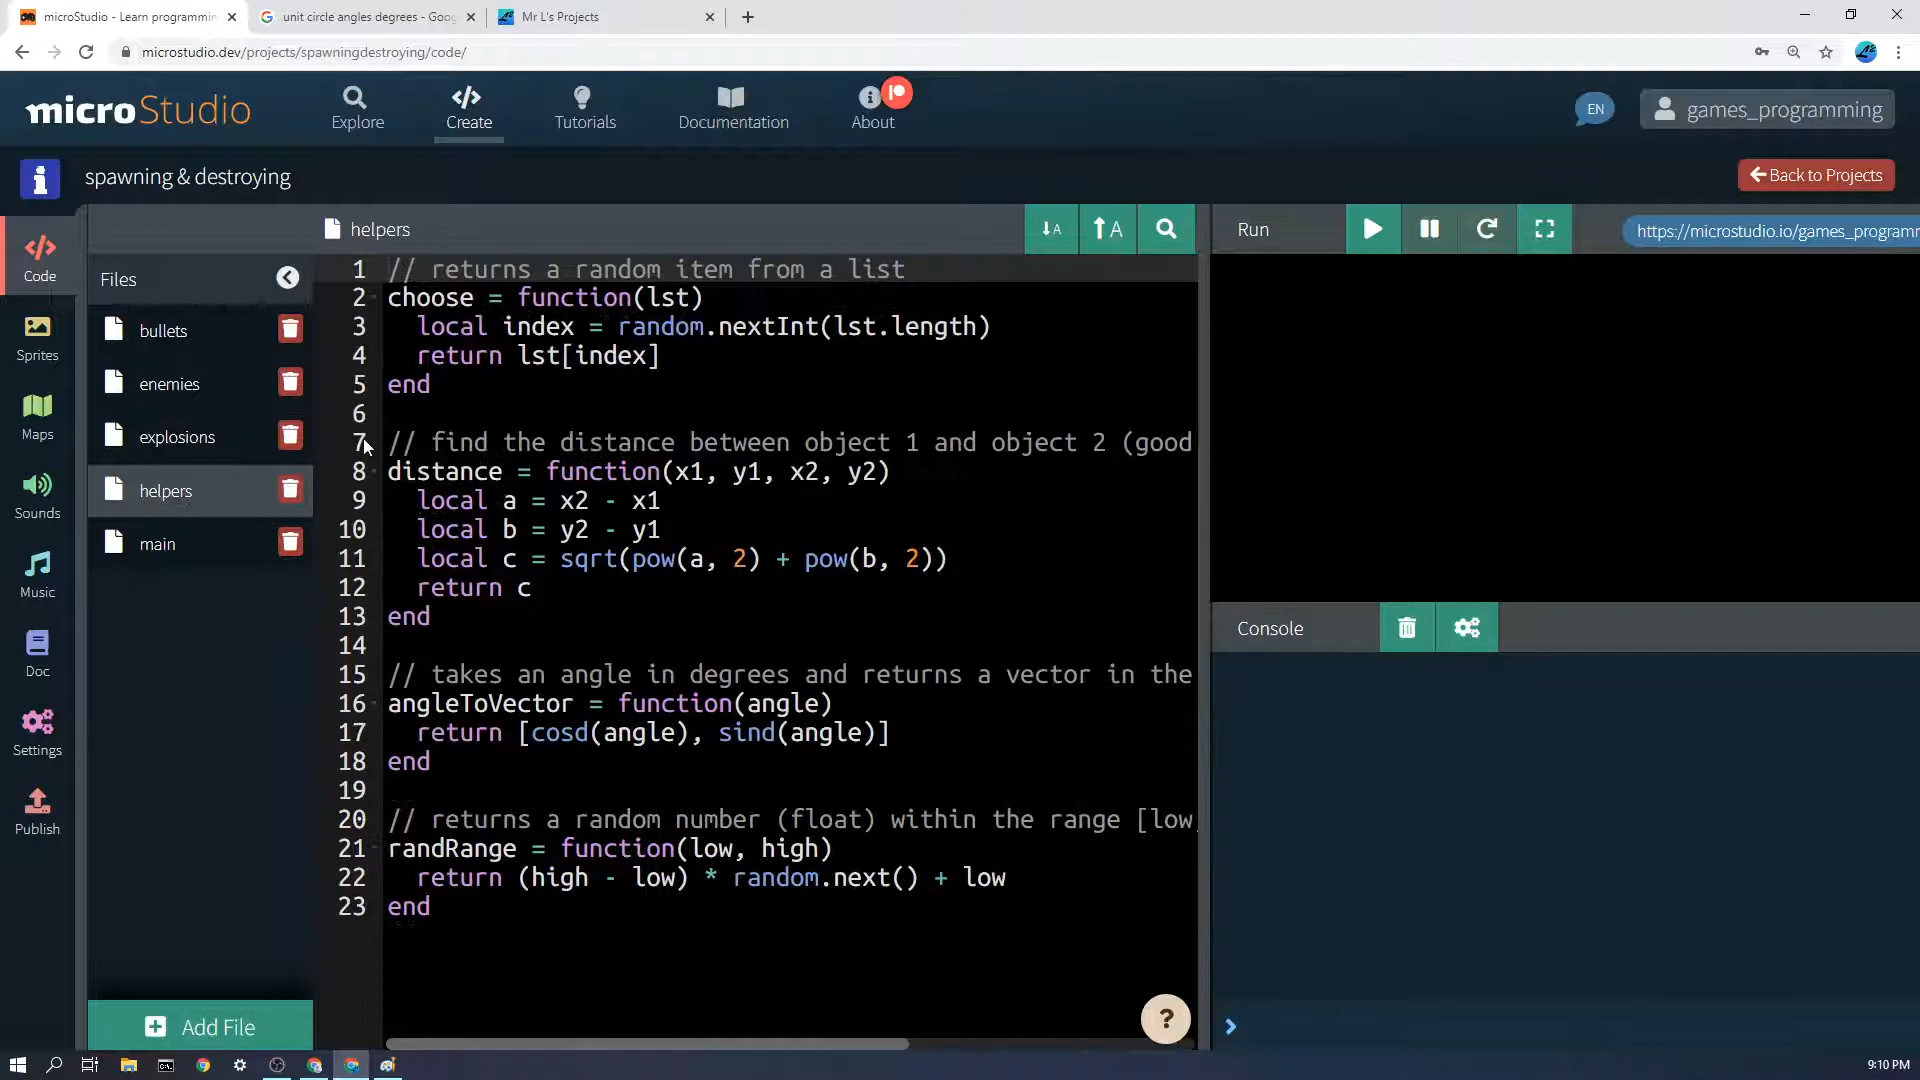 microStudio - Learn programmin
unit circle angles degrees - Goog
Mr L's Projects
microstudio.dev/projects/spawningdestroying/code/
microStudio
Explore
Create
Tutorials
Documentation
About
EN
games_programming
spawning & destroying
Back to Projects
Code
Sprites
Maps
Sounds
Music
Doc
Settings
Publish
Files
bullets
enemies
explosions
helpers
main
Add File
helpers
A
A
Run
https://microstudio.io/games_programm
1 // returns a random item from a list
2 choose = function(lst)
3 local index = random.nextInt(lst.length)
4 return lst[index]
5 end
6
7 // find the distance between object 1 and object 2 (good
8 distance = function(x1, y1, x2, y2)
9 local a = x2 - x1
10 local b = y2 - y1
11 local c = sqrt(pow(a, 2) + pow(b, 2))
12 return c
13 end
14
15 // takes an angle in degrees and returns a vector in the
16 angleToVector = function(angle)
17 return [cosd(angle), sind(angle)]
18 end
19
20 // returns a random number (float) within the range [low,
21 randRange = function(low, high)
22 return (high - low) * random.next() + low
23 end
?
Console
9:10 PM